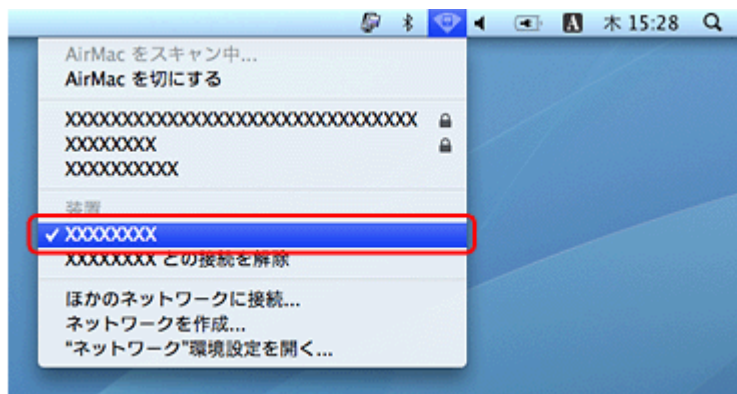 A 木 15:28
AirMac をスキャン中...
AirMac を切にする
XXXXXXXXXXXXXXXXXXXXXXXXXXXXXXXX
XXXXXXXX
XXXXXXXXXX
装置
✓ XXXXXXXX
XXXXXXXX との接続を解除
ほかのネットワークに接続...
ネットワークを作成...
"ネットワーク"環境設定を開く...